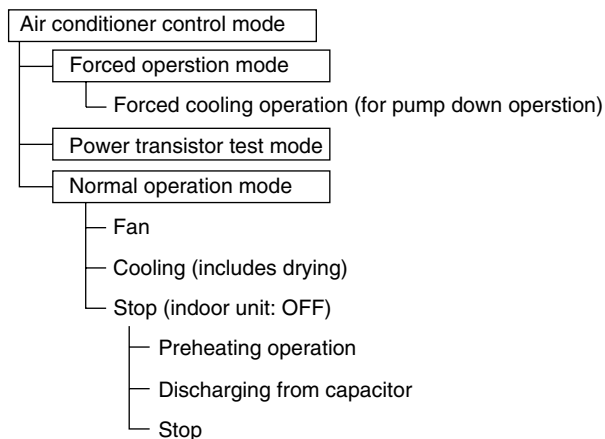 Air conditioner control mode
Forced operstion mode
Forced cooling operation (for pump down operstion)
Power transistor test mode
Normal operation mode
Fan
Cooling (includes drying)
Stop (indoor unit: OFF)
Preheating operation
Discharging from capacitor
Stop